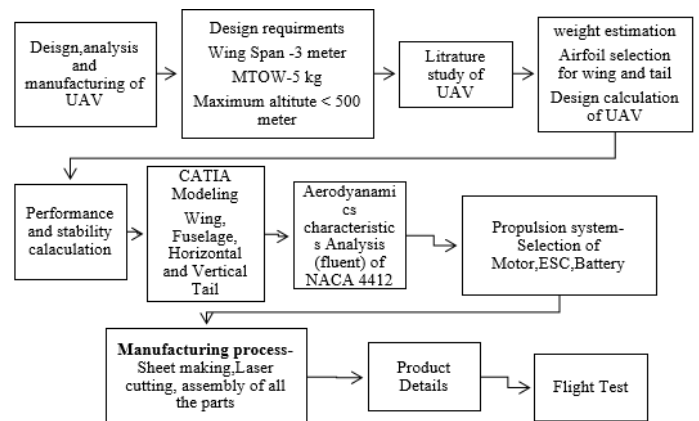 Deisgn,analysis
and
manufacturing of
UAV
Design requirments
Wing Span -3 meter
MTOW-5 kg
Maximum altitute < 500
meter
Litrature
study of
UAV
weight estimation
Airfoil selection
for wing and tail
Design calculation
of UAV
Performance
and stability
calaculation
CATIA
Modeling
Wing,
Fuselage,
Horizontal
and Vertical
Tail
Aerodyanami
cs
characteristic
s Analysis
(fluent) of
NACA 4412
Propulsion system-
Selection of
Motor,ESC,Battery
Manufacturing process-
Sheet making,Laser
cutting, assembly of all
the parts
Product
Details
Flight Test